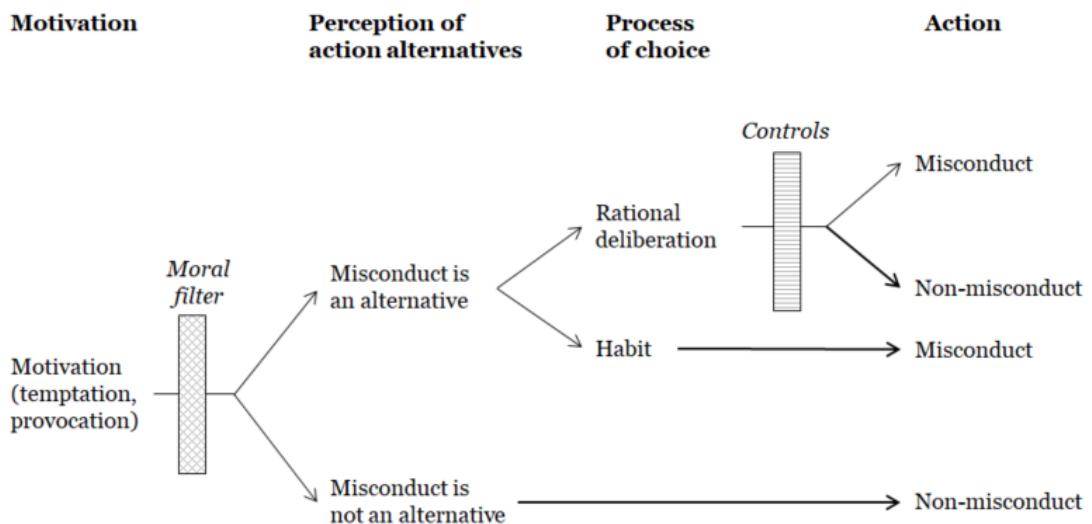 Motivation
Perception of
action alternatives
Process
of choice
Action
Controls
Misconduct
Rational
deliberation
Moral
filter
Misconduct is
an alternative
Non-misconduct
Habit
Misconduct
Motivation
(temptation,
provocation)
Misconduct is
not an alternative
Non-misconduct